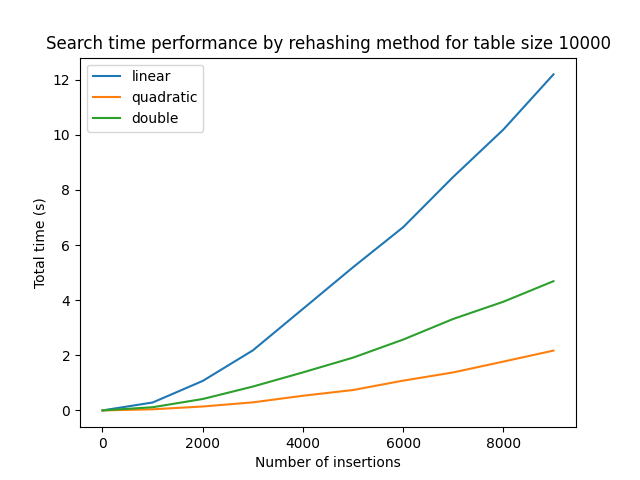 Search time performance by rehashing method for table size 10000
linear
quadratic
double
Total time (s)
12
10
8
6
4
2
0
0 2000 4000 6000 8000
Number of insertions